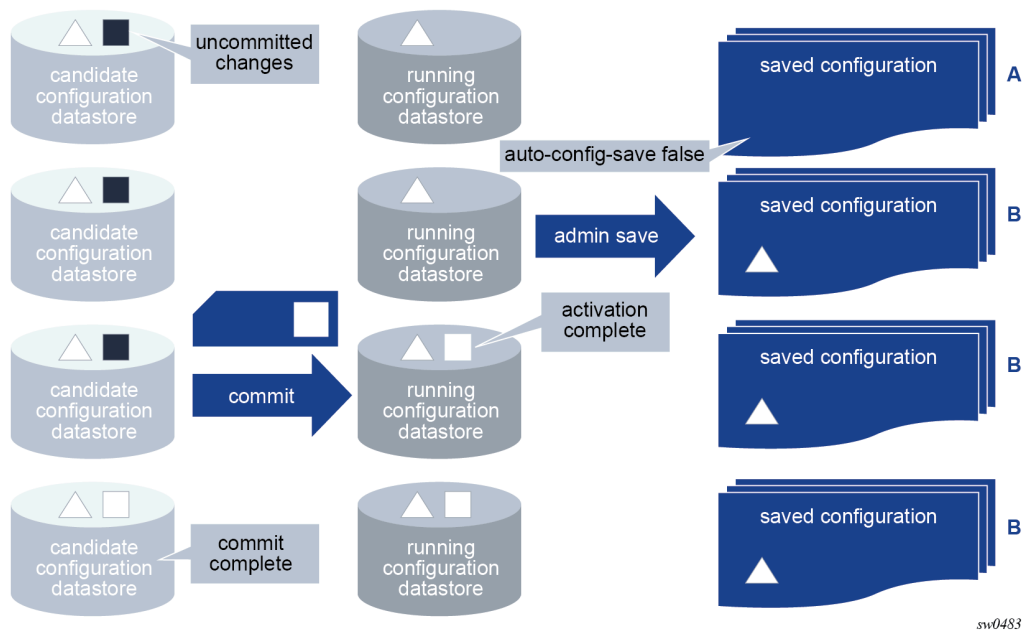 uncommitted
changes
candidate
configuration
datastore
running
configuration
datastore
saved configuration
A
auto-config-save false
candidate
configuration
datastore
running
configuration
datastore
admin save
saved configuration
B
candidate
configuration
datastore
commit
running
configuration
datastore
activation
complete
saved configuration
B
candidate
configuration
datastore
commit
complete
running
configuration
datastore
saved configuration
B
sw0483